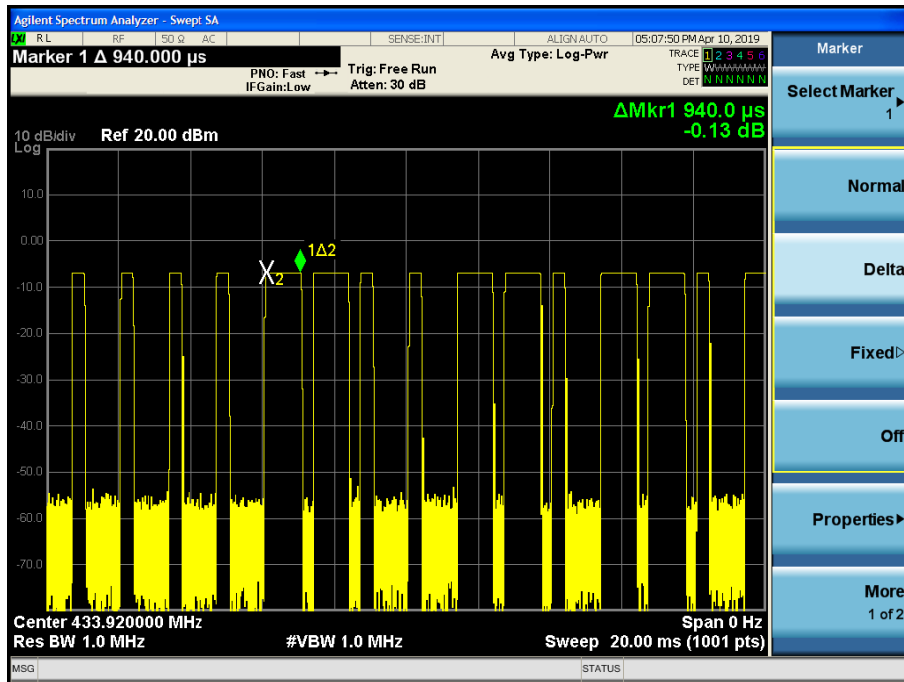 Agilent Spectrum Analyzer - Swept SA
LXI RL RF 50 Ω AC SENSE:INT ALIGN AUTO 05:07:50 PM Apr 10, 2019
Marker 1 Δ 940.000 µs
PNO: Fast
IFGain:Low
Trig: Free Run
Atten: 30 dB
Avg Type: Log-Pwr
TRACE 1 2 3 4 5 6
TYPE WWWWWW
DET N N N N N N
ΔMkr1 940.0 µs
-0.13 dB
10 dB/div
Log
Ref 20.00 dBm
10.0
0.00
-10.0
-20.0
-30.0
-40.0
-50.0
-60.0
-70.0
1Δ2
2
Center 433.920000 MHz
Span 0 Hz
Res BW 1.0 MHz
#VBW 1.0 MHz
Sweep 20.00 ms (1001 pts)
MSG
STATUS
Marker
Select Marker
1
Normal
Delta
Fixed
Off
Properties
More
1 of 2